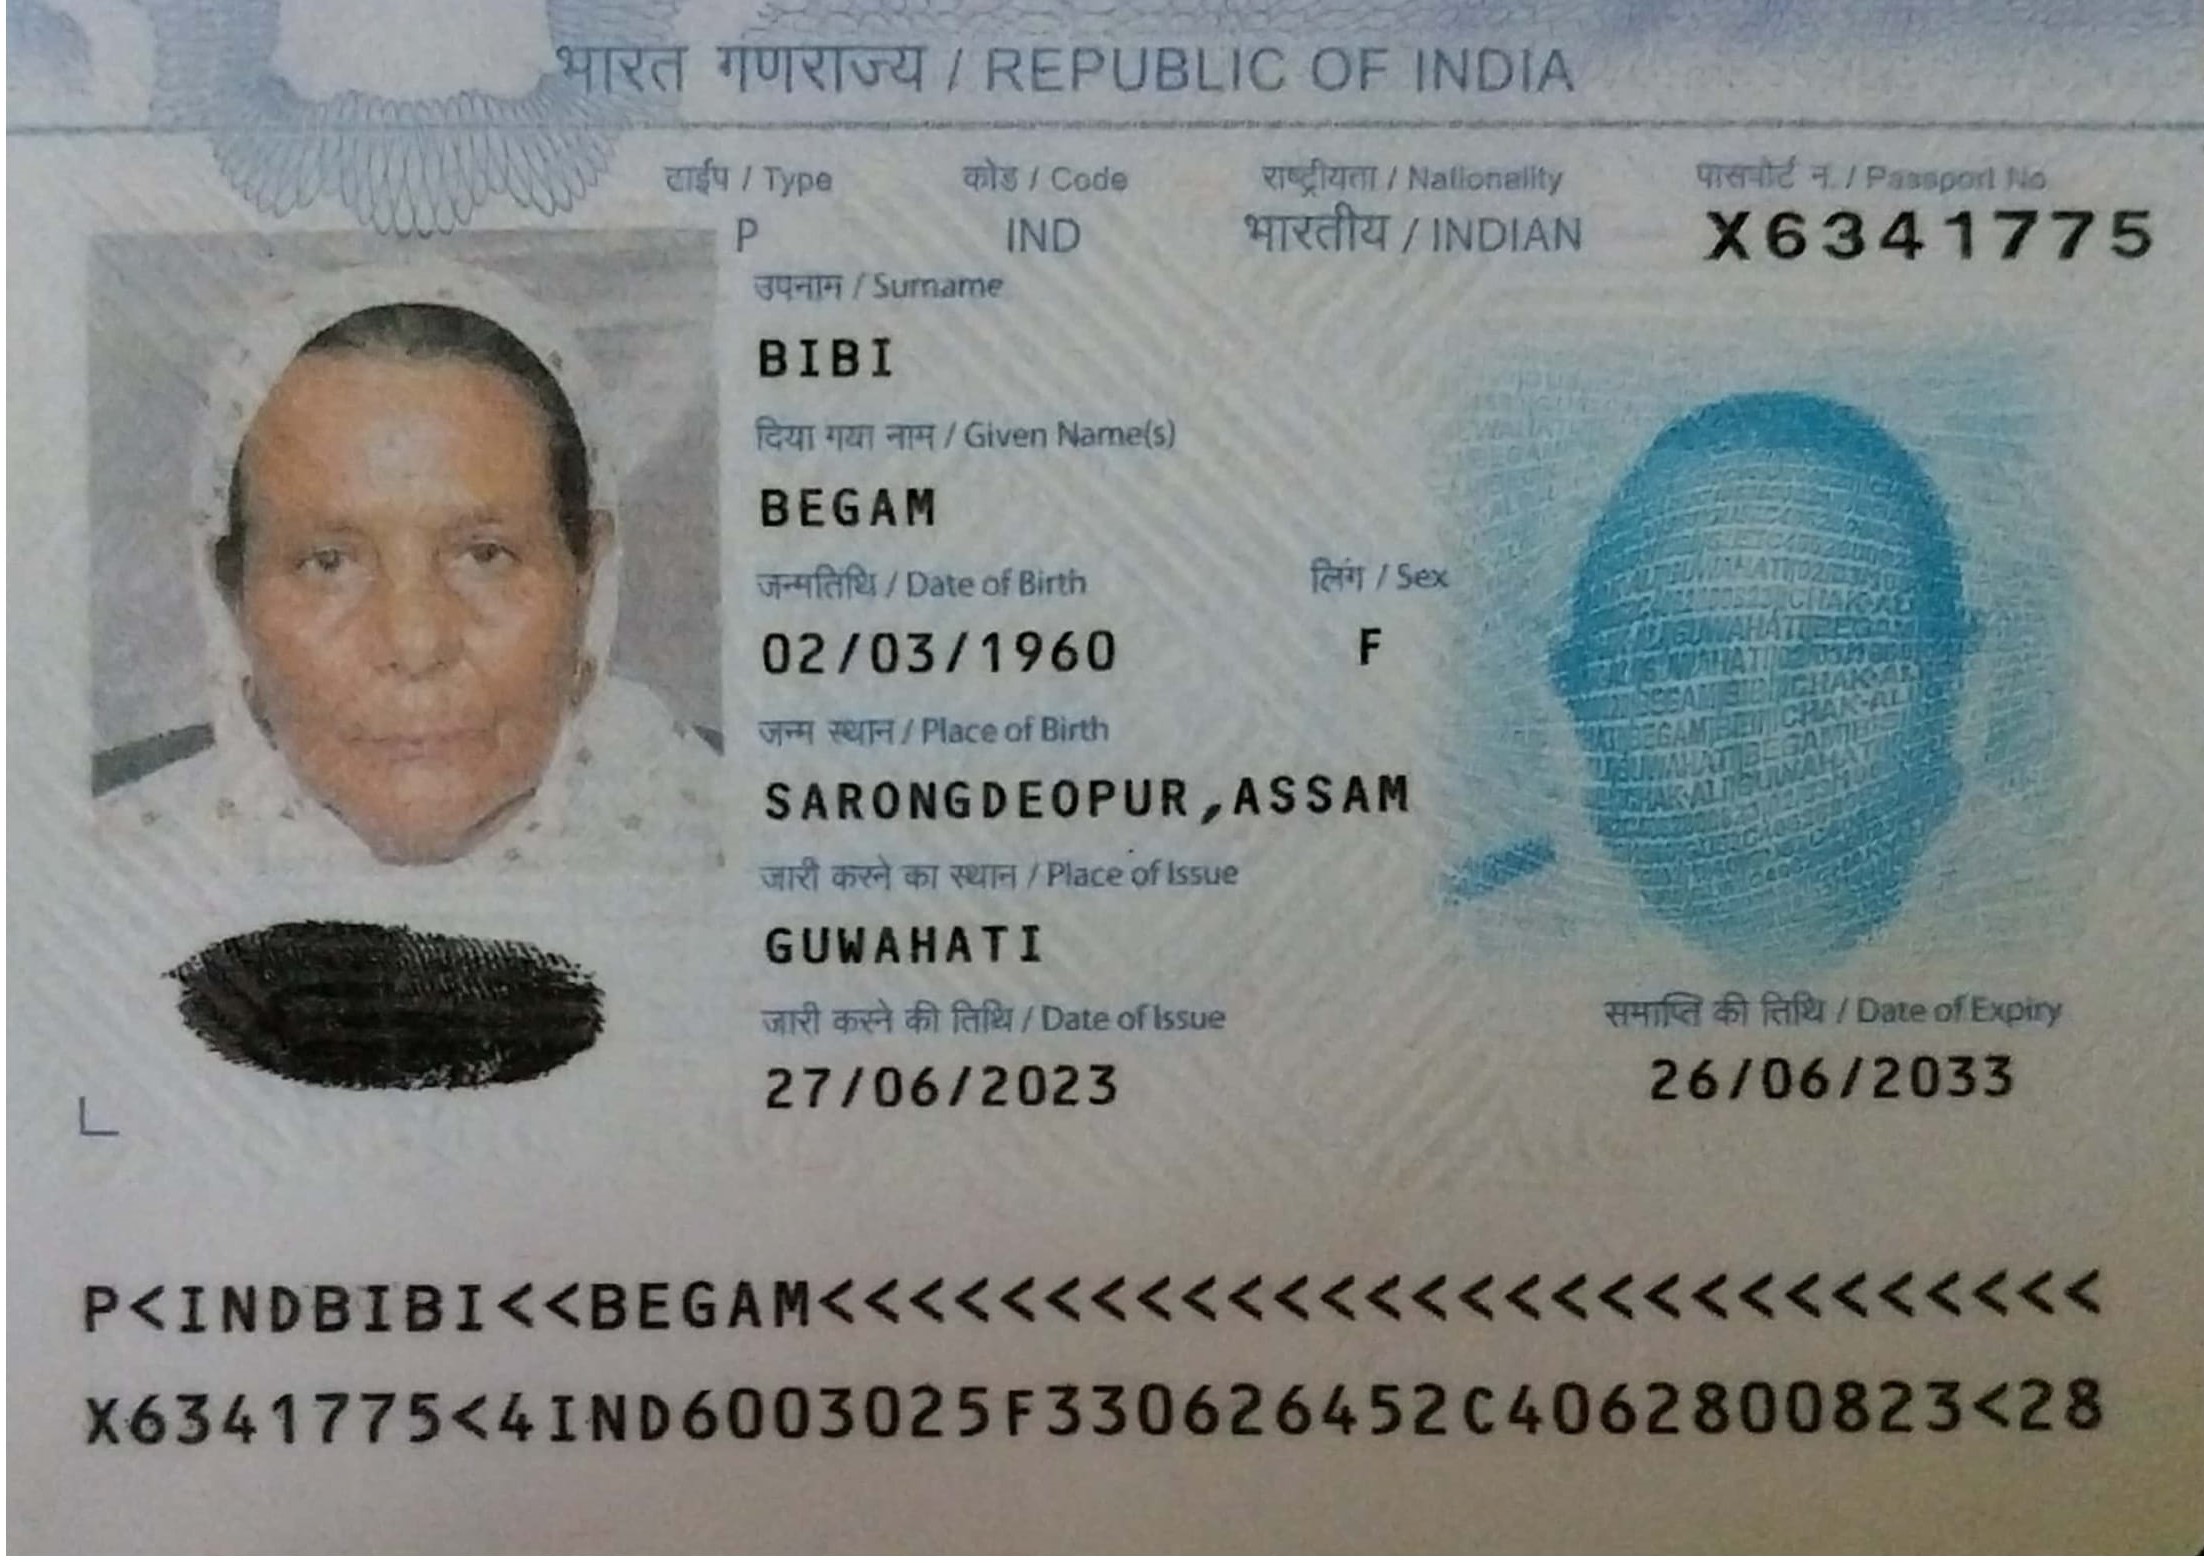 भारत गणराज्य / REPUBLIC OF INDIA
टाईप / Type कोड / Code राष्ट्रीयता / Nationality पासपोर्ट न. / Passport No.
P IND भारतीय / INDIAN X6341775
उपनाम / Surname
BIBI
दिया गया नाम / Given Name(s)
BEGAM
जन्मतिथि / Date of Birth लिंग / Sex
02/03/1960 F
जन्म स्थान / Place of Birth
SARONGDEOPUR,ASSAM
जारी करने का स्थान / Place of Issue
GUWAHATI
जारी करने की तिथि / Date of Issue समाप्ति की तिथि / Date of Expiry
27/06/2023 26/06/2033
P<INDBIBI<<BEGAM<<<<<<<<<<<<<<<<<<<<<<<<<<<<
X6341775<4IND6003025F330626452C4062800823<28